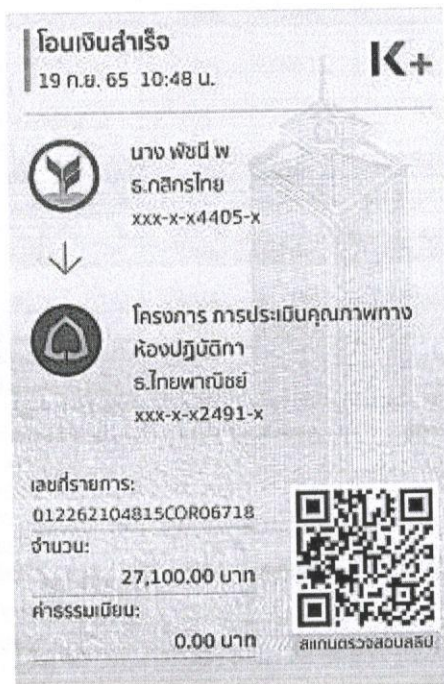 โอนเงินสำเร็จ
19 ก.ย. 65 10:48 น.
K+
นาง พัชนี พ
ธ.กสิกรไทย
xxx-x-x4405-x
โครงการ การประเมินคุณภาพทาง
ห้องปฏิบัติกา
ธ.ไทยพาณิชย์
xxx-x-x2491-x
เลขที่รายการ:
012262104815COR06718
จำนวน:
27,100.00 บาท
ค่าธรรมเนียม:
0.00 บาท
สแกนตรวจสอบสลิป